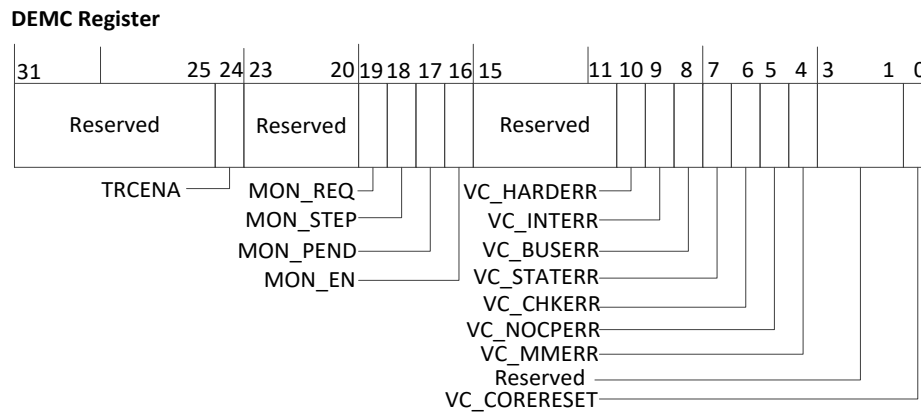 DEMC Register
31 25 24 23 20 19 18 17 16 15 11 10 9 8 7 6 5 4 3 1 0
Reserved Reserved Reserved
TRCENA MON_REQ VC_HARDERR
MON_STEP VC_INTERR
MON_PEND VC_BUSERR
MON_EN VC_STATERR
VC_CHKERR
VC_NOCPERR
VC_MMERR
Reserved
VC_CORERESET